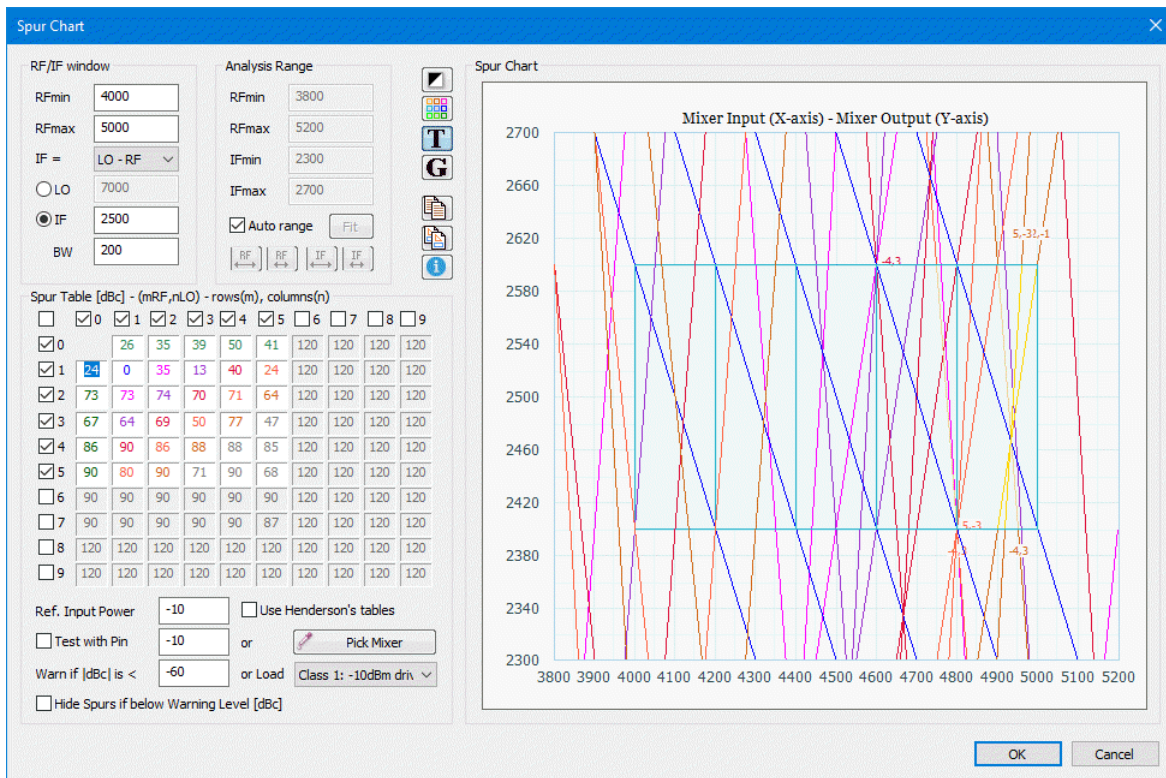 Spur Chart
RF/IF window
RFmin 4000
RFmax 5000
IF = LO - RF
LO 7000
IF 2500
BW 200
Analysis Range
RFmin 3800
RFmax 5200
IFmin 2300
IFmax 2700
Auto range Fit
RF RF IF IF
T
G
i
Spur Table [dBc] - (mRF,nLO) - rows(m), columns(n)
0 1 2 3 4 5 6 7 8 9
0 26 35 39 50 41 120 120 120 120
1 24 0 35 13 40 24 120 120 120 120
2 73 73 74 70 71 64 120 120 120 120
3 67 64 69 50 77 47 120 120 120 120
4 86 90 86 88 88 85 120 120 120 120
5 90 80 90 71 90 68 120 120 120 120
6 90 90 90 90 90 90 120 120 120 120
7 90 90 90 90 90 87 120 120 120 120
8 120 120 120 120 120 120 120 120 120 120
9 120 120 120 120 120 120 120 120 120 120
Ref. Input Power -10 Use Henderson's tables
Test with Pin -10 or Pick Mixer
Warn if |dBc| is < -60 or Load Class 1: -10dBm driv
Hide Spurs if below Warning Level [dBc]
Spur Chart
Mixer Input (X-axis) - Mixer Output (Y-axis)
2700
2660
2620
2580
2540
2500
2460
2420
2380
2340
2300
-4,3
5,-3
-4,3
3800 3900 4000 4100 4200 4300 4400 4500 4600 4700 4800 4900 5000 5100 5200
OK Cancel